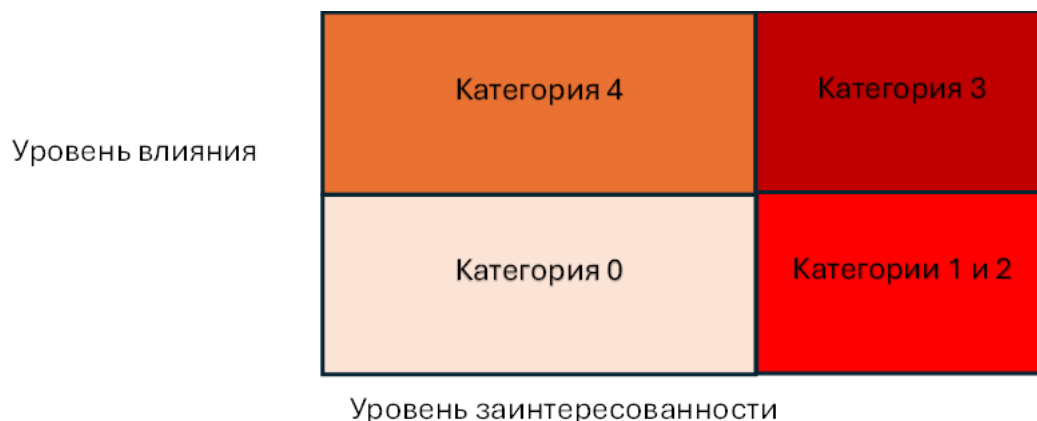 Категория 4
Категория 3
Уровень влияния
Категория 0
Категории 1 и 2
Уровень заинтересованности